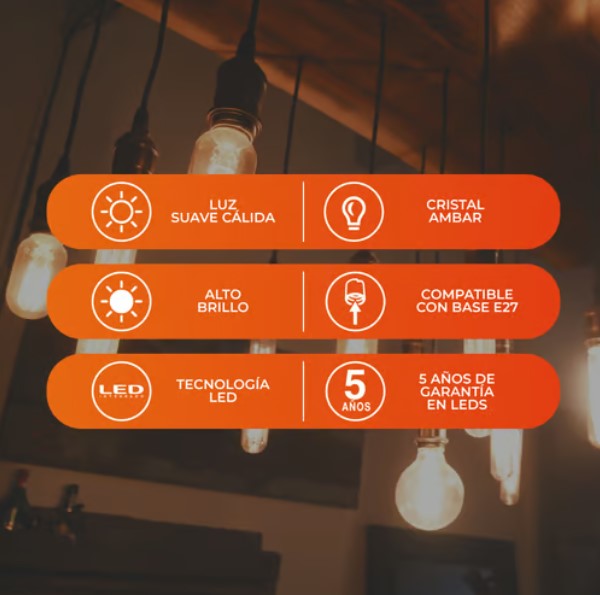 LUZ
SUAVE CÁLIDA
CRISTAL
AMBAR
ALTO
BRILLO
COMPATIBLE
CON BASE E27
LED
INTEGRADO
TECNOLOGÍA
LED
5
AÑOS
5 AÑOS DE
GARANTÍA
EN LEDS